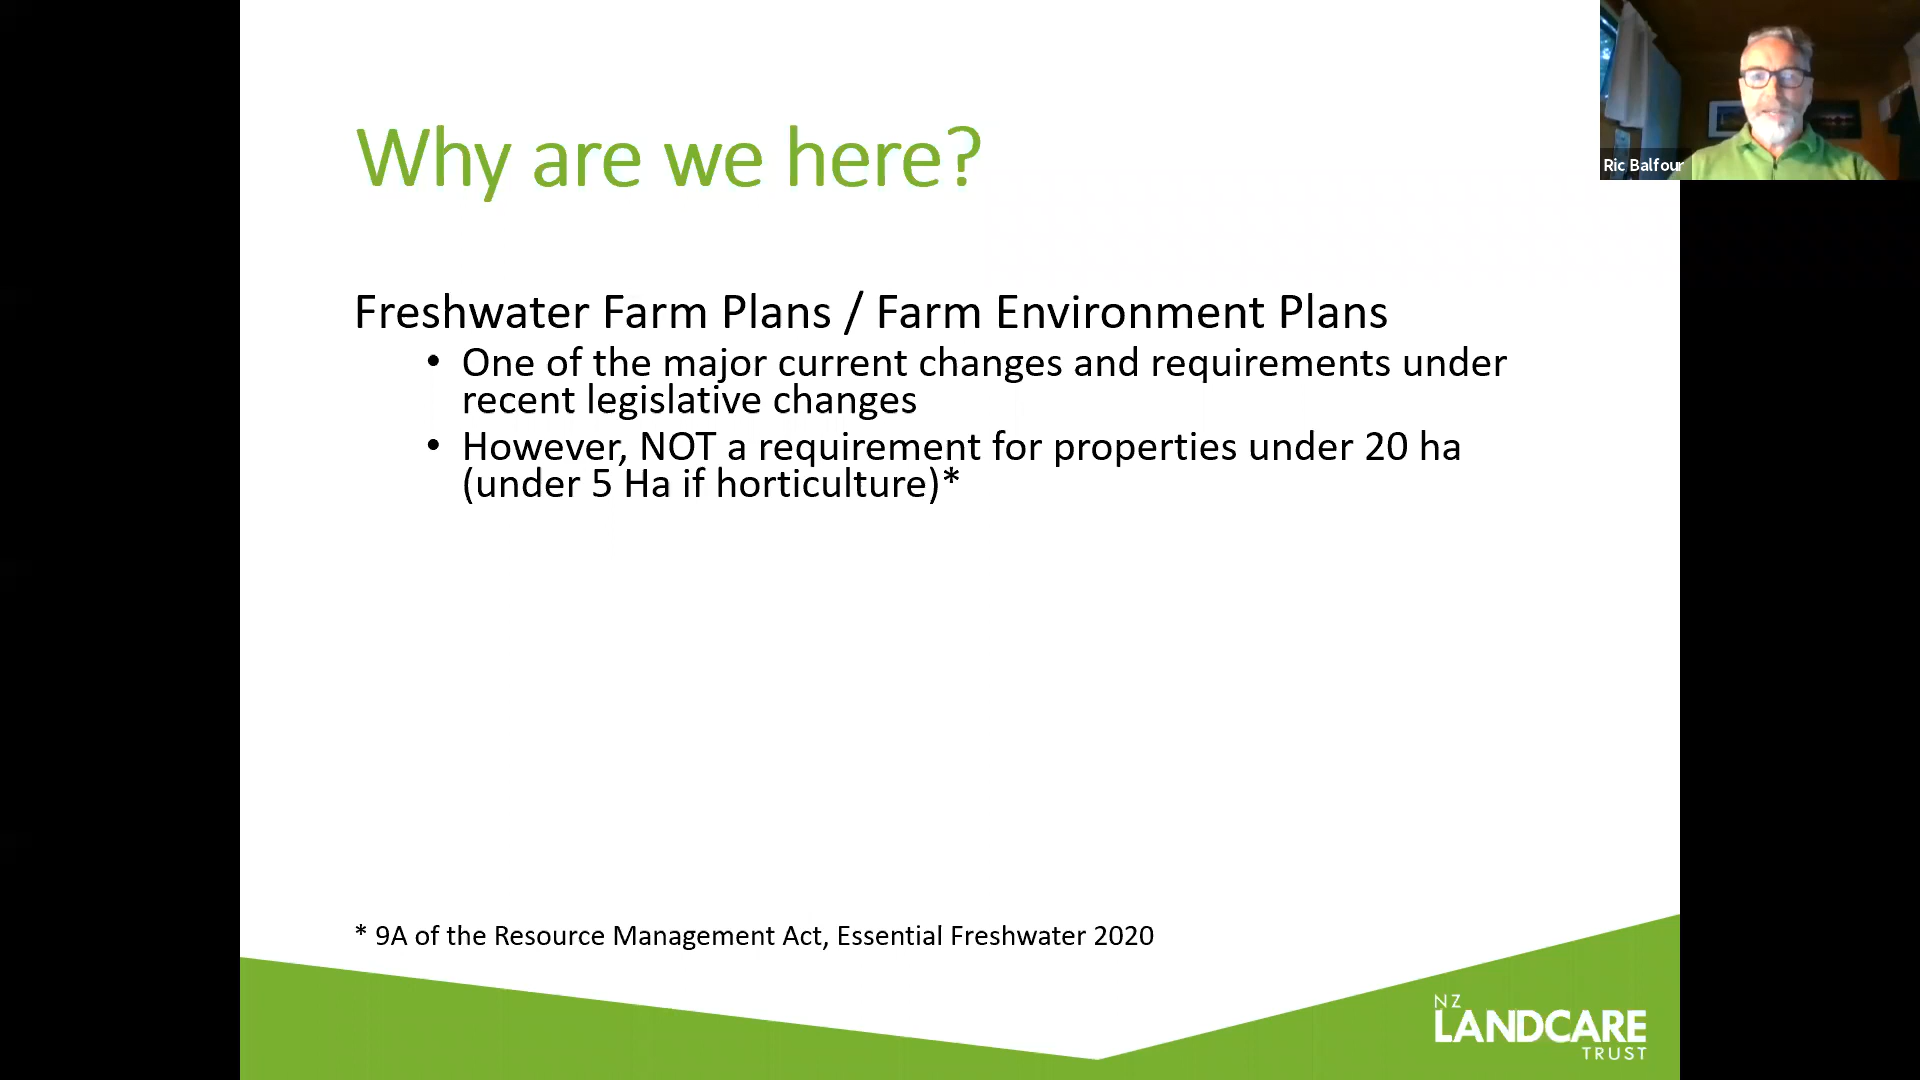 Why are we here?
Ric Balfour
Freshwater Farm Plans / Farm Environment Plans
• One of the major current changes and requirements under
recent legislative changes
• However, NOT a requirement for properties under 20 ha
(under 5 Ha if horticulture)*
* 9A of the Resource Management Act, Essential Freshwater 2020
NZ
LANDCARE
TRUST